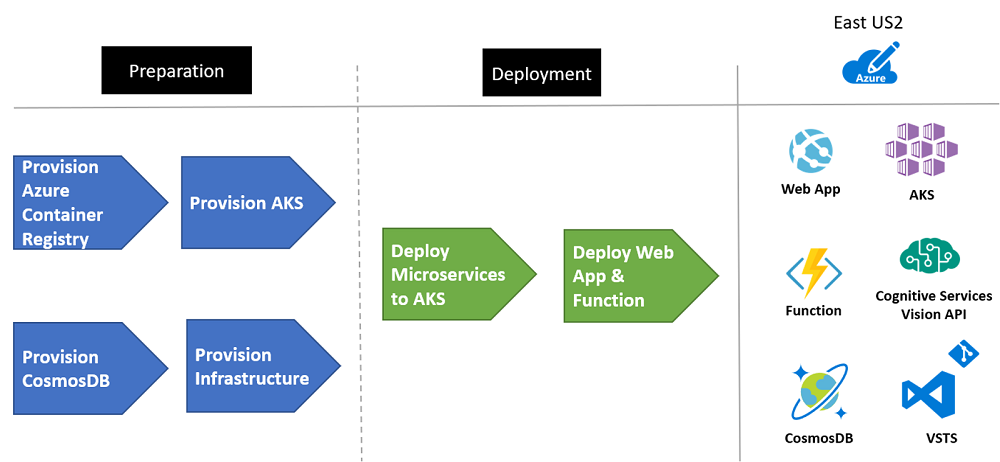 East US2
Preparation
Deployment
Azure
Provision
Azure
Container
Registry
Provision AKS
Provision
CosmosDB
Provision
Infrastructure
Deploy
Microservices
to AKS
Deploy Web
App &
Function
Web App
AKS
Function
Cognitive Services
Vision API
CosmosDB
VSTS